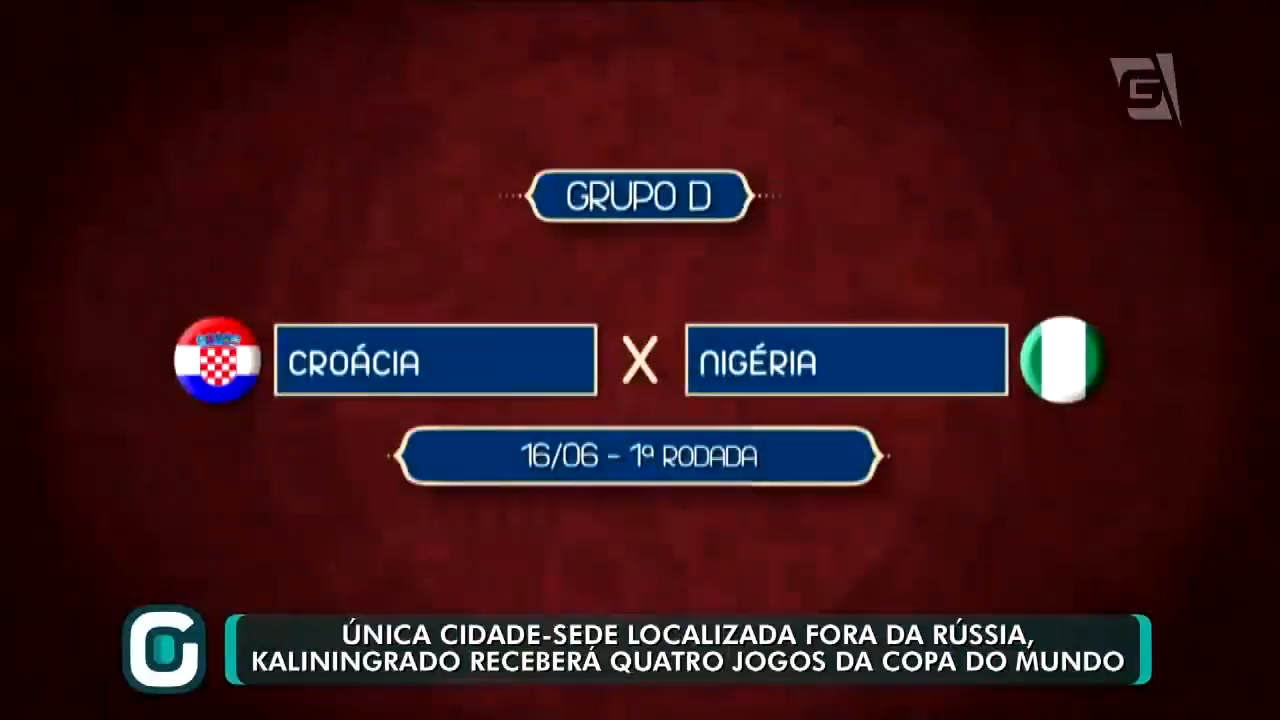 GRUPO D
CROÁCIA X NIGÉRIA
16/06 - 1ª RODADA
ÚNICA CIDADE-SEDE LOCALIZADA FORA DA RÚSSIA,
KALININGRADO RECEBERÁ QUATRO JOGOS DA COPA DO MUNDO